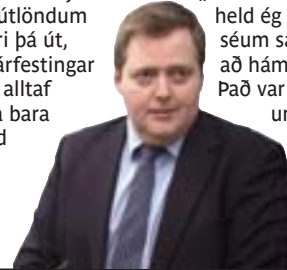 útlöndum
ri þá út,
árfestingar
alltaf
bara
d
held ég
séum sa
að hám
Það var